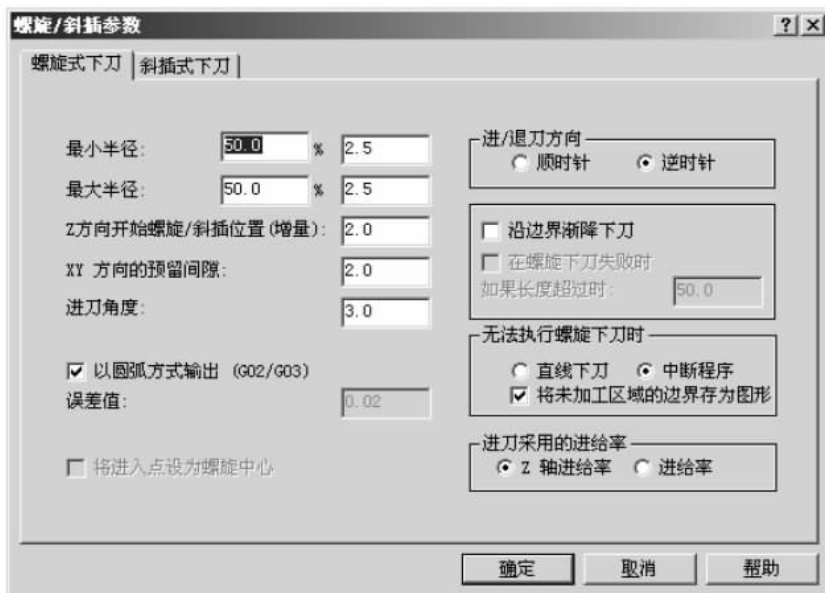 螺旋/斜插参数
螺旋式下刀 斜插式下刀
最小半径: 50.0 % 2.5
最大半径: 50.0 % 2.5
Z方向开始螺旋/斜插位置(增量): 2.0
XY 方向的预留间隙: 2.0
进刀角度: 3.0
以圆弧方式输出 (G02/G03)
误差值: 0.02
将进入点设为螺旋中心
进/退刀方向
顺时针 逆时针
沿边界渐降下刀
在螺旋下刀失败时
如果长度超过时: 50.0
无法执行螺旋下刀时
直线下刀 中断程序
将未加工区域的边界存为图形
进刀采用的进给率
Z 轴进给率 进给率
确定 取消 帮助